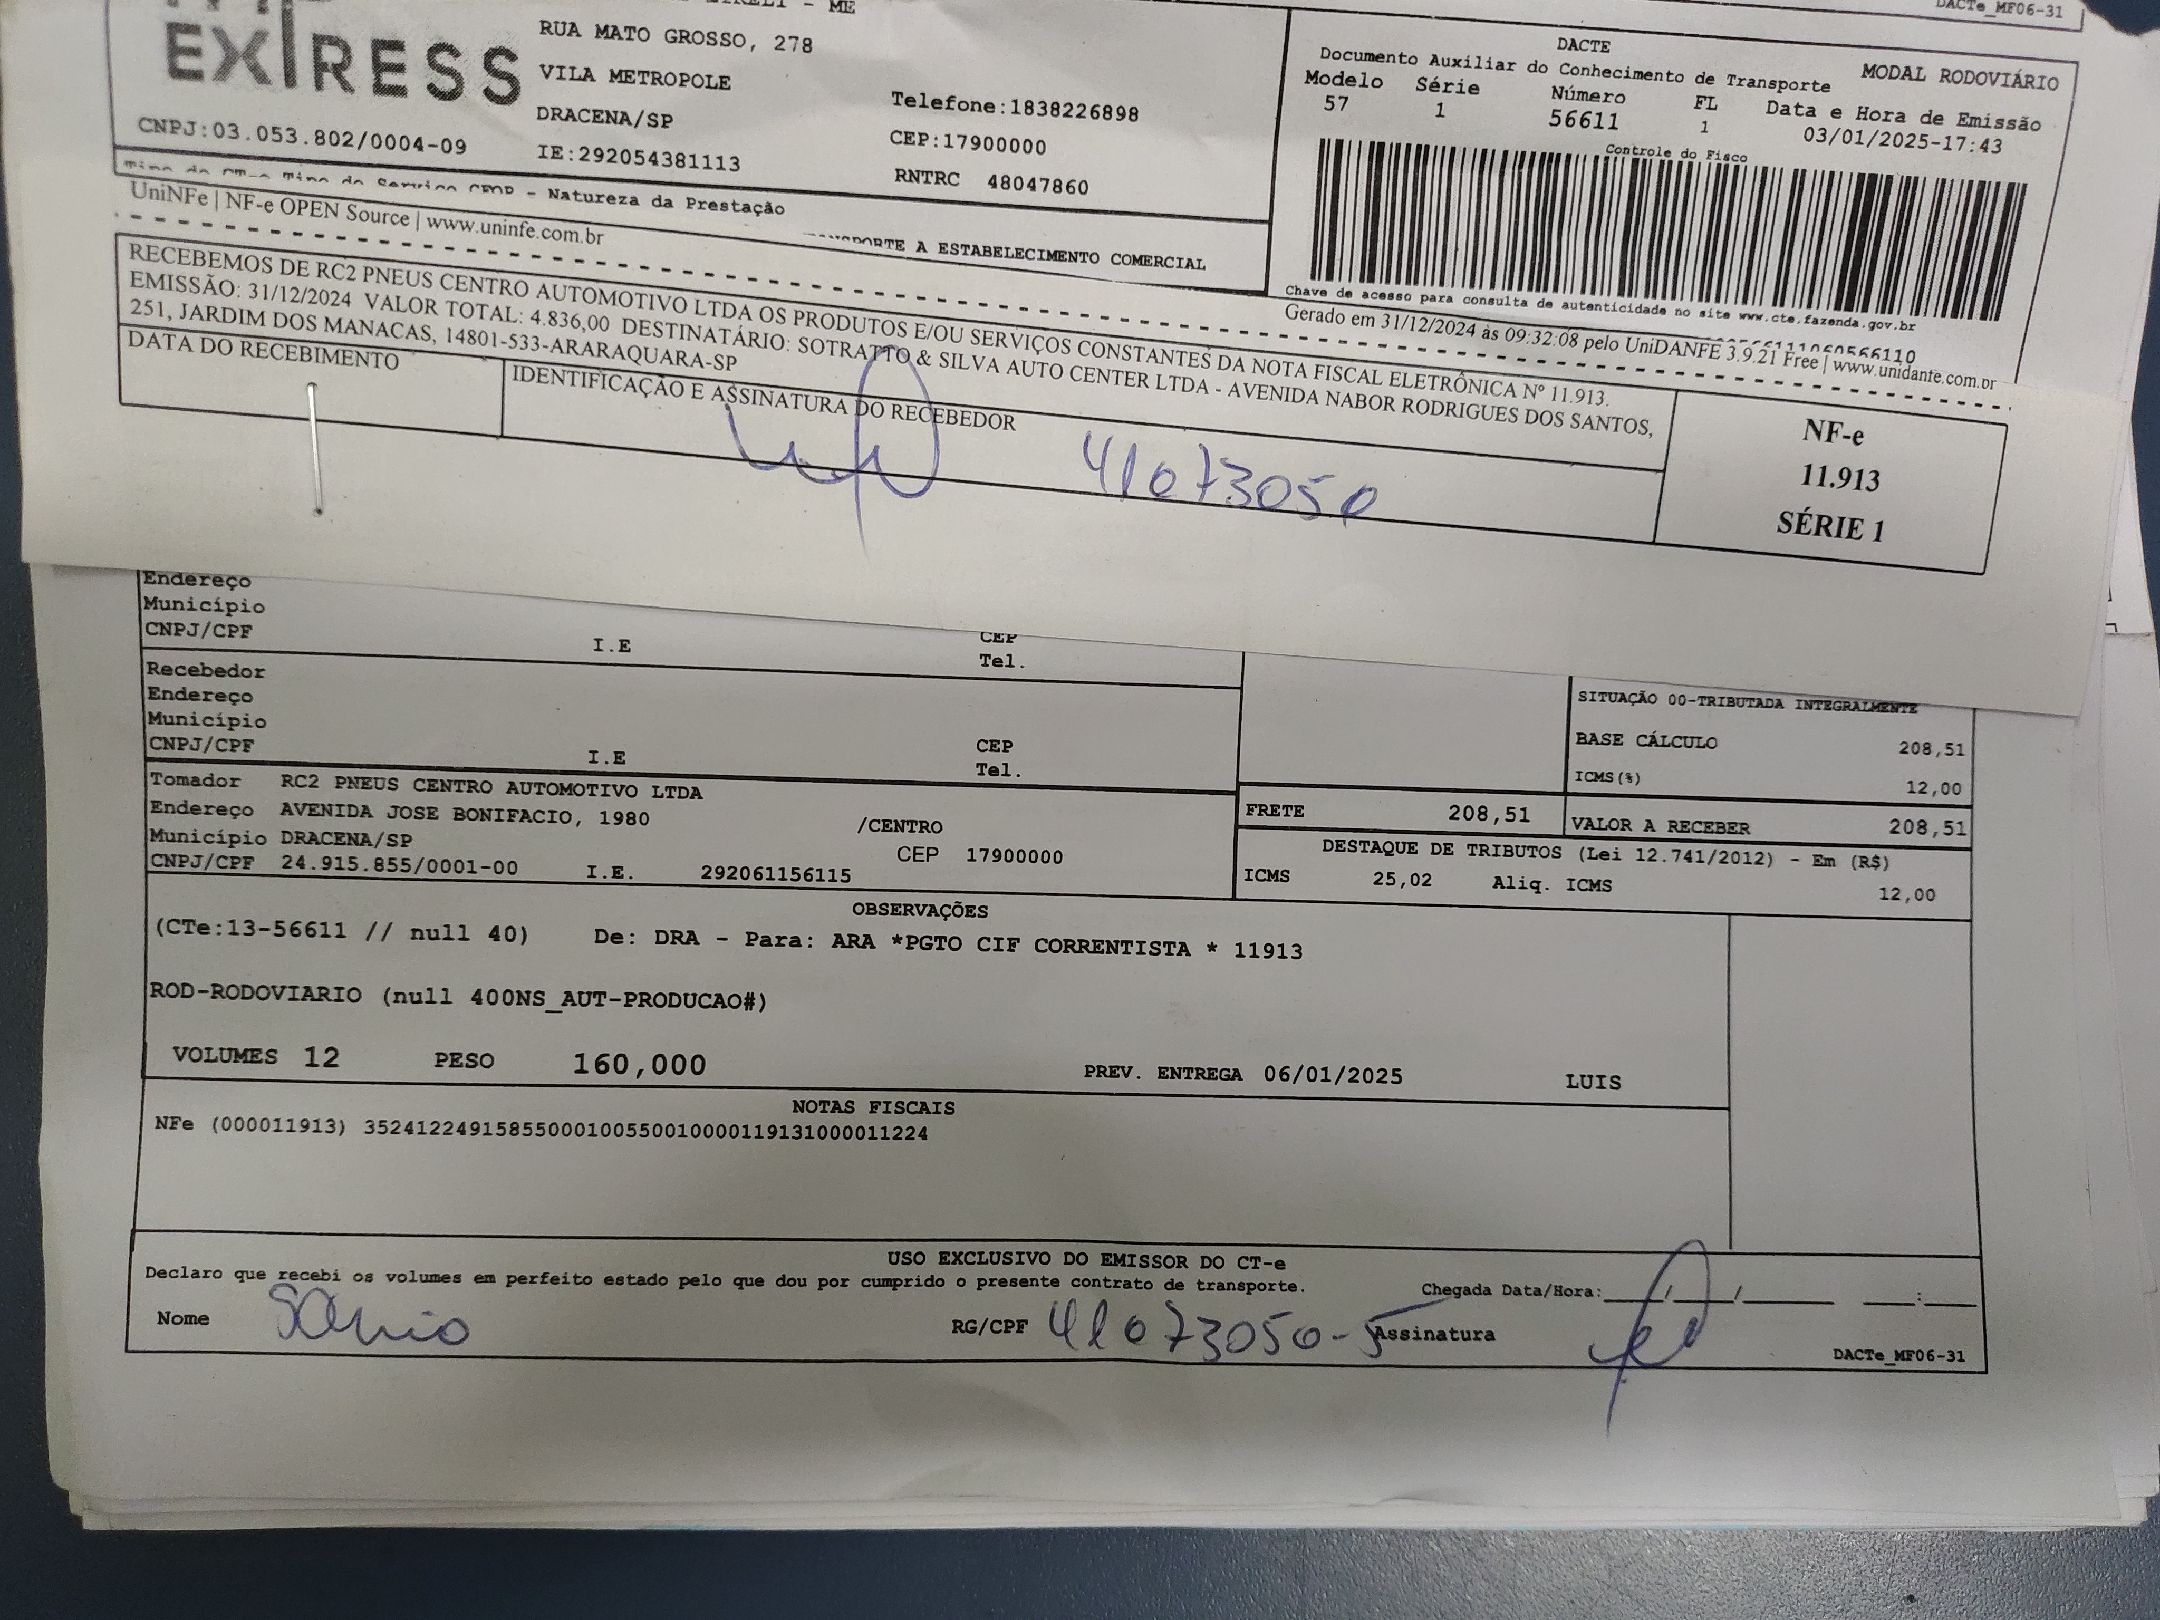 DACTe_MF06-31
- ME
EXPRESS
RUA MATO GROSSO, 278
VILA METROPOLE
DRACENA/SP
Telefone:1838226898
CNPJ:03.053.802/0004-09
IE:292054381113
CEP:17900000
RNTRC 48047860
DACTE
Documento Auxiliar do Conhecimento de Transporte
MODAL RODOVIÁRIO
Modelo Série Número FL Data e Hora de Emissão
57 1 56611 1 03/01/2025-17:43
Controle do Fisco
Tipo do CT-e Tipo do Serviço CFOP - Natureza da Prestação
A ESTABELECIMENTO COMERCIAL
Chave de acesso para consulta de autenticidade no site www.cte.fazenda.gov.br
UniNFe | NF-e OPEN Source | www.uninfe.com.br
Gerado em 31/12/2024 às 09:32:08 pelo UniDANFE 3.9.21 Free | www.unidanfe.com.br
RECEBEMOS DE RC2 PNEUS CENTRO AUTOMOTIVO LTDA OS PRODUTOS E/OU SERVIÇOS CONSTANTES DA NOTA FISCAL ELETRÔNICA Nº 11.913.
EMISSÃO: 31/12/2024 VALOR TOTAL: 4.836,00 DESTINATÁRIO: SOTRATTO & SILVA AUTO CENTER LTDA - AVENIDA NABOR RODRIGUES DOS SANTOS,
251, JARDIM DOS MANACAS, 14801-533-ARARAQUARA-SP
DATA DO RECEBIMENTO
IDENTIFICAÇÃO E ASSINATURA DO RECEBEDOR
41073050
NF-e
11.913
SÉRIE 1
Endereço
Município
CNPJ/CPF I.E CEP
Tel.
Recebedor
Endereço
Município
CNPJ/CPF I.E CEP
Tel.
SITUAÇÃO 00-TRIBUTADA INTEGRALMENTE
BASE CÁLCULO 208,51
ICMS(%) 12,00
Tomador RC2 PNEUS CENTRO AUTOMOTIVO LTDA
Endereço AVENIDA JOSE BONIFACIO, 1980 /CENTRO
Município DRACENA/SP CEP 17900000
CNPJ/CPF 24.915.855/0001-00 I.E. 292061156115
FRETE 208,51 VALOR A RECEBER 208,51
DESTAQUE DE TRIBUTOS (Lei 12.741/2012) - Em (R$)
ICMS 25,02 Aliq. ICMS 12,00
OBSERVAÇÕES
(CTe:13-56611 // null 40) De: DRA - Para: ARA *PGTO CIF CORRENTISTA * 11913
ROD-RODOVIARIO (null 400NS_AUT-PRODUCAO#)
VOLUMES 12 PESO 160,000 PREV. ENTREGA 06/01/2025 LUIS
NOTAS FISCAIS
NFe (000011913) 35241224915855000100550010000119131000011224
USO EXCLUSIVO DO EMISSOR DO CT-e
Declaro que recebi os volumes em perfeito estado pelo que dou por cumprido o presente contrato de transporte.
Chegada Data/Hora:____/____/______ ___:____
Nome RG/CPF 41073050-5 Assinatura
DACTe_MF06-31